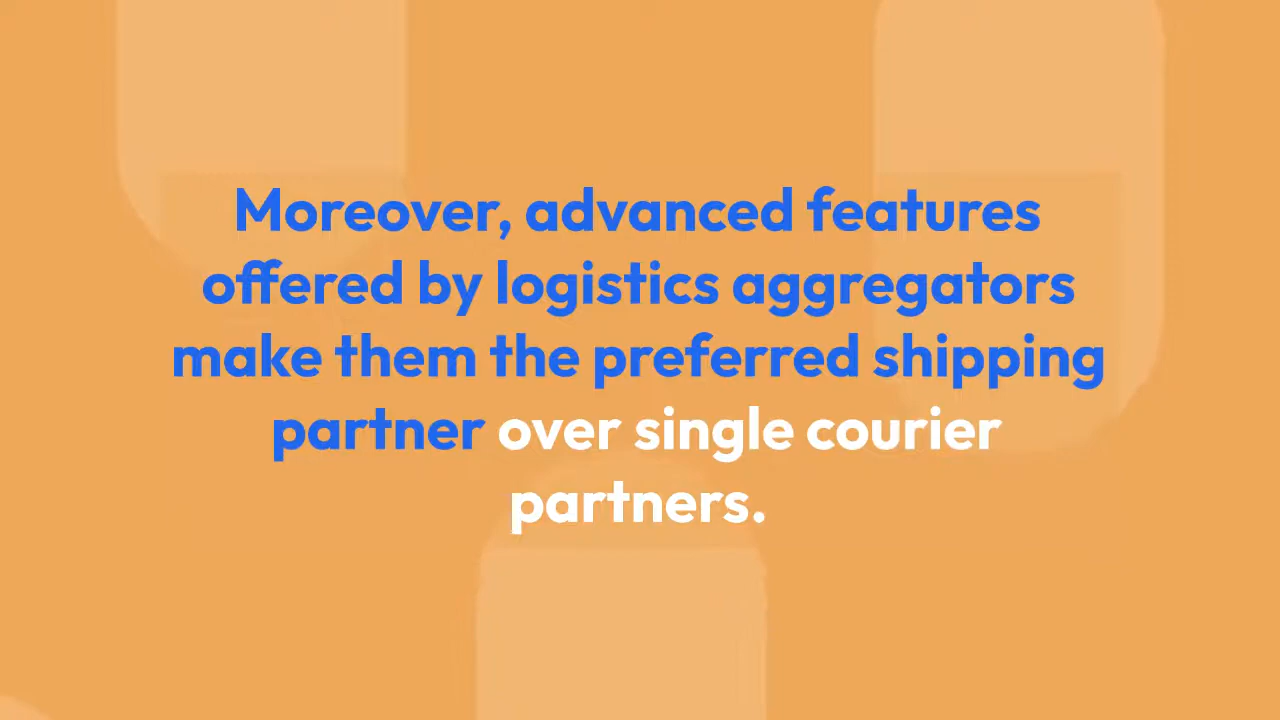 Moreover, advanced features
offered by logistics aggregators
make them the preferred shipping
partner over single courier
partners.